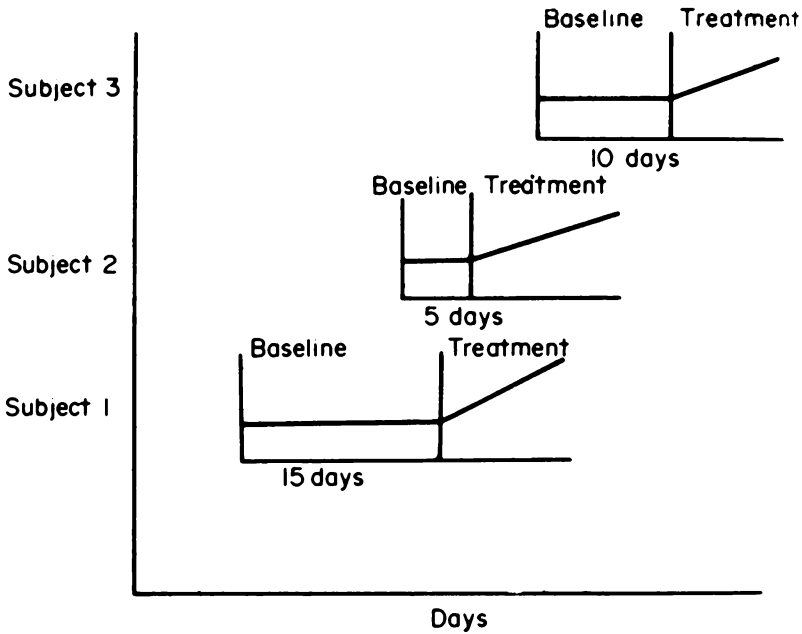 Baseline Treatment
Subject 3
10 days
Baseline Treatment
Subject 2
5 days
Baseline Treatment
Subject 1
15 days
Days